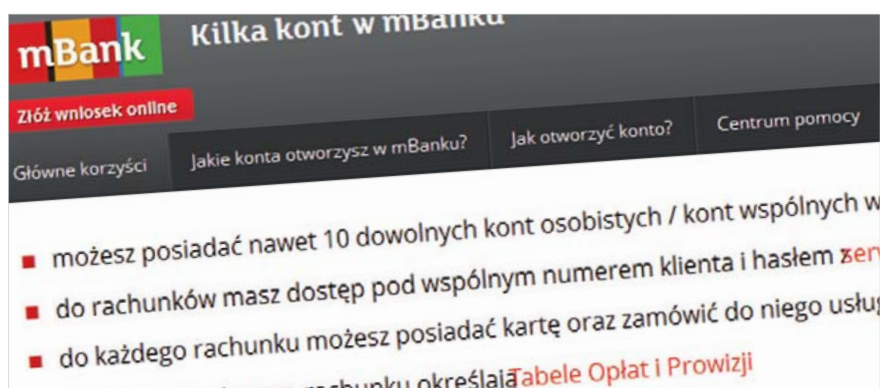 mBank
Kilka kont w mBanku
Złóż wniosek online
Główne korzyści
Jakie konta otworzysz w mBanku?
Jak otworzyć konto?
Centrum pomocy
możesz posiadać nawet 10 dowolnych kont osobistych / kont wspólnych w
do rachunków masz dostęp pod wspólnym numerem klienta i hasłem z
do każdego rachunku możesz posiadać kartę oraz zamówić do niego
rachunku określają Tabele Opłat i Prowizji